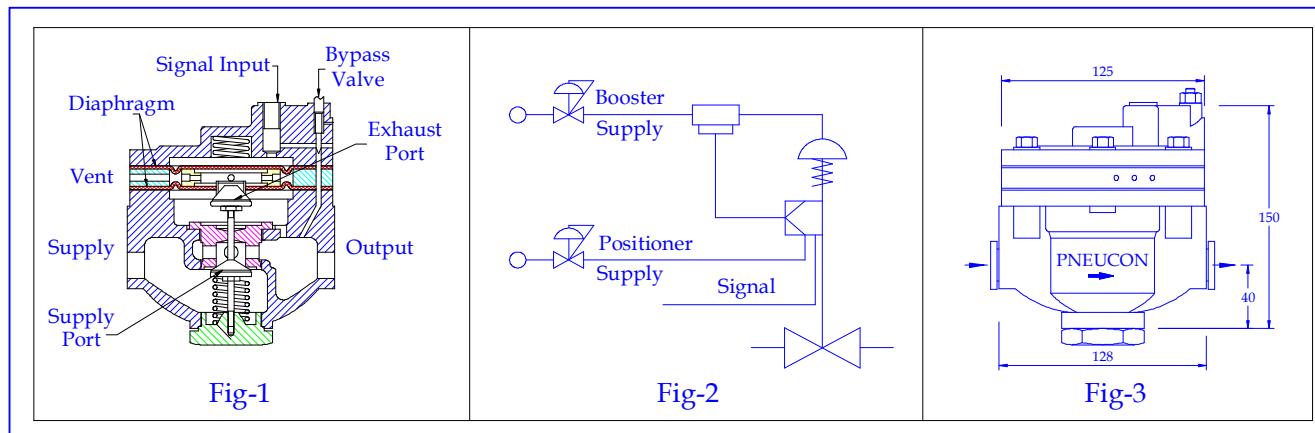 Signal Input
Bypass
Valve
Diaphragm
Exhaust
Port
Vent
Supply
Output
Supply
Port
Fig-1
Booster
Supply
Positioner
Supply
Signal
Fig-2
125
150
PNEUCON
40
128
Fig-3